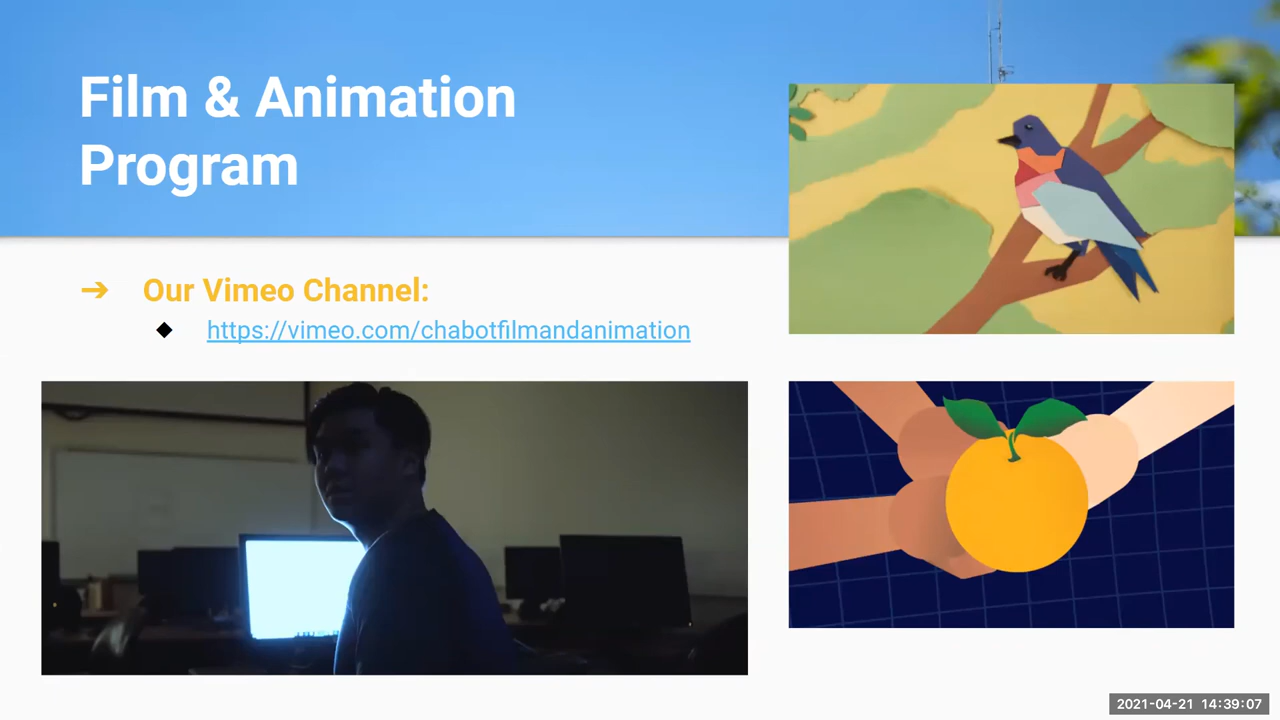 Film & Animation
Program
➔ Our Vimeo Channel:
◆ https://vimeo.com/chabotfilmandanimation
2021-04-21 14:39:07